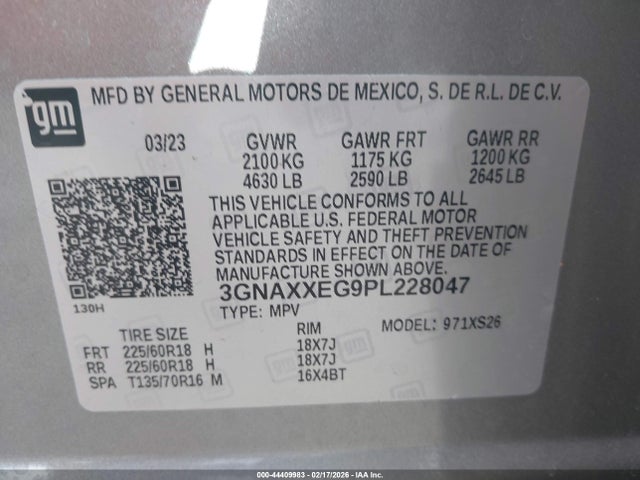 gm
MFD BY GENERAL MOTORS DE MEXICO, S. DE R.L. DE C.V.
03/23 GVWR GAWR FRT GAWR RR
2100 KG 1175 KG 1200 KG
4630 LB 2590 LB 2645 LB
THIS VEHICLE CONFORMS TO ALL
APPLICABLE U.S. FEDERAL MOTOR
VEHICLE SAFETY AND THEFT PREVENTION
STANDARDS IN EFFECT ON THE DATE OF
MANUFACTURE SHOWN ABOVE.
130H
3GNAXXEG9PL228047
TYPE: MPV MODEL: 971XS26
TIRE SIZE RIM
FRT 225/60R18 H 18X7J
RR 225/60R18 H 18X7J
SPA T135/70R16 M 16X4BT
000-44409983 - 02/17/2026 - IAA Inc.